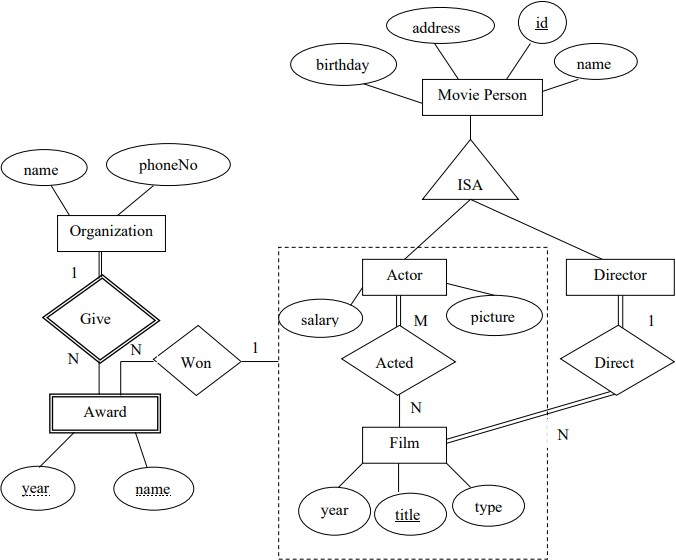 address
id
birthday
name
Movie Person
name
phoneNo
ISA
Organization
Actor
Director
1
salary
picture
M
1
Give
N
N
Won
1
Acted
Direct
Award
N
Film
N
year
name
year
title
type